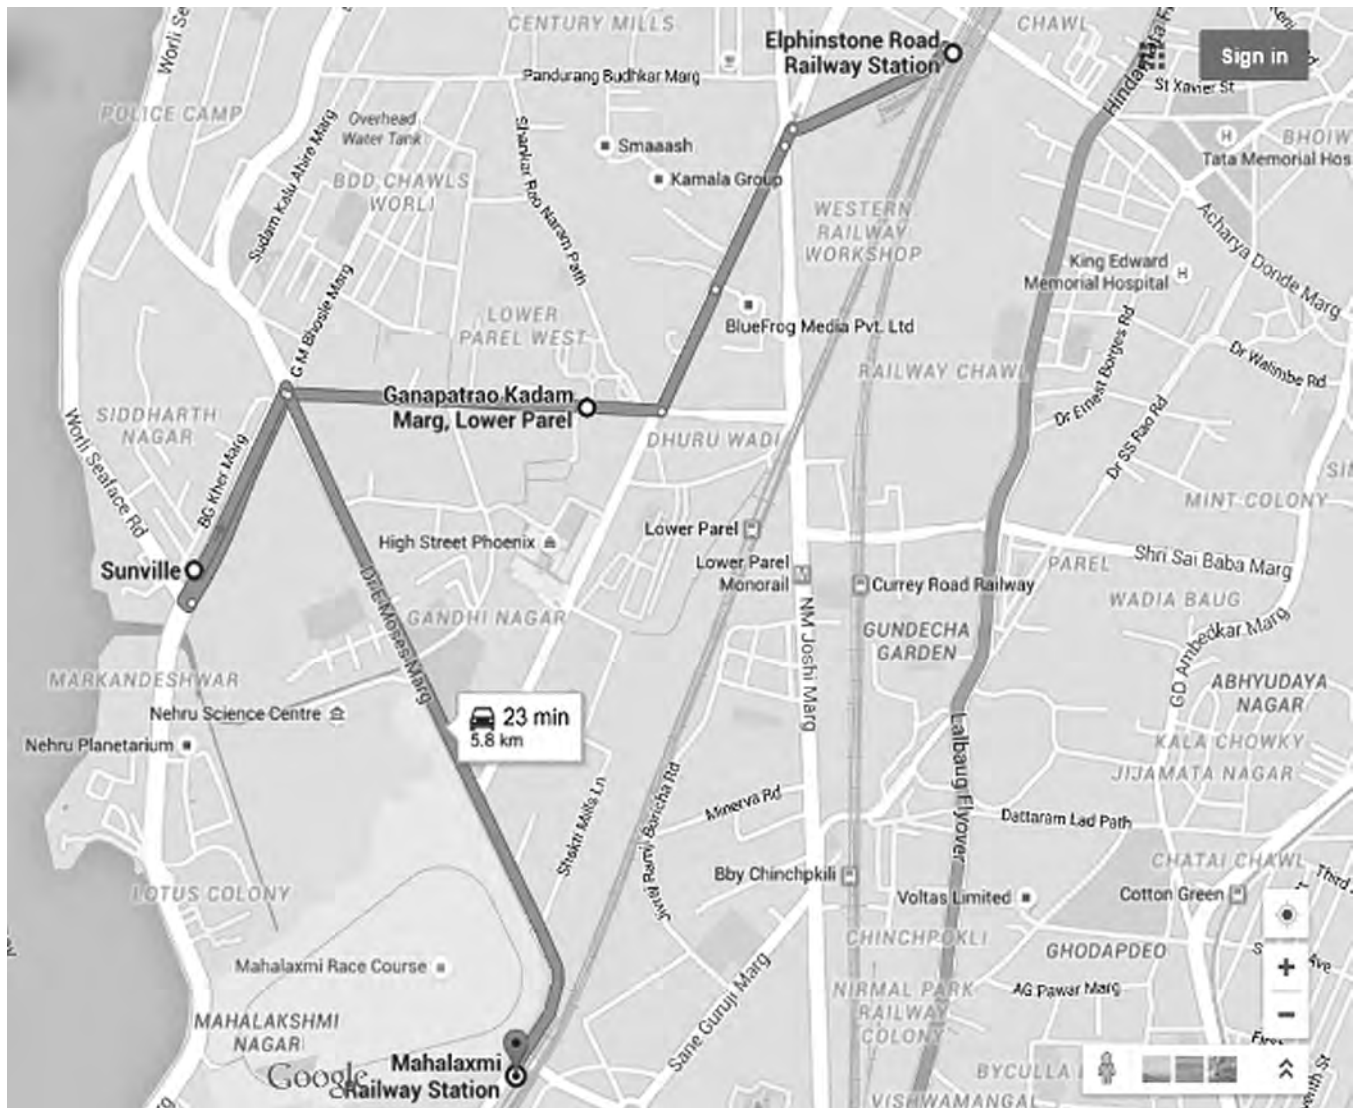 CENTURY MILLS
Elphinstone Road
Railway Station
CHAWL
Sign in
Worli Se
Pandurang Budhkar Marg
St Xavier St
POLICE CAMP
Overhead
Water Tank
Smaaash
Kamala Group
BHOIW
Tata Memorial Hos
Sudam Kalu Ahire Marg
BDD CHAWLS
WORLI
Shankar Rao Naram Path
WESTERN
RAILWAY
WORKSHOP
Acharya Donde Marg
King Edward
Memorial Hospital
G M Bhosle Marg
LOWER
PAREL WEST
BlueFrog Media Pvt. Ltd
Dr Ernest Borges Rd
Dr Walimbe Rd
RAILWAY CHAWL
Ganapatrao Kadam
Marg, Lower Parel
SIDDHARTH
NAGAR
DHURU WADI
Dr SS Rao Rd
Worli Seaface Rd
BG Kher Marg
MINT COLONY
High Street Phoenix
Lower Parel
Shri Sai Baba Marg
Sunville
Lower Parel
Monorail
Currey Road Railway
PAREL
WADIA BAUG
Dr E Moses Marg
GANDHI NAGAR
NM Joshi Marg
GUNDECHA
GARDEN
GD Ambedkar Marg
MARKANDESHWAR
ABHYUDAYA
NAGAR
Nehru Science Centre
23 min
5.8 km
Nehru Planetarium
KALA CHOWKY
JIJAMATA NAGAR
Lalbaug Flyover
Shakti Mills Ln
Minerva Rd
Dattaram Lad Path
Bby Chinchpkili
CHATAI CHAWL
Third
LOTUS COLONY
Voltas Limited
Cotton Green
CHINCHPOKLI
GHODAPDEO
Ave
Mahalaxmi Race Course
Sane Guruji Marg
NIRMAL PARK
RAILWAY
COLONY
AG Pawar Marg
MAHALAKSHMI
NAGAR
Mahalaxmi
Railway Station
Google
BYCULLA
VISHWAMANGAL